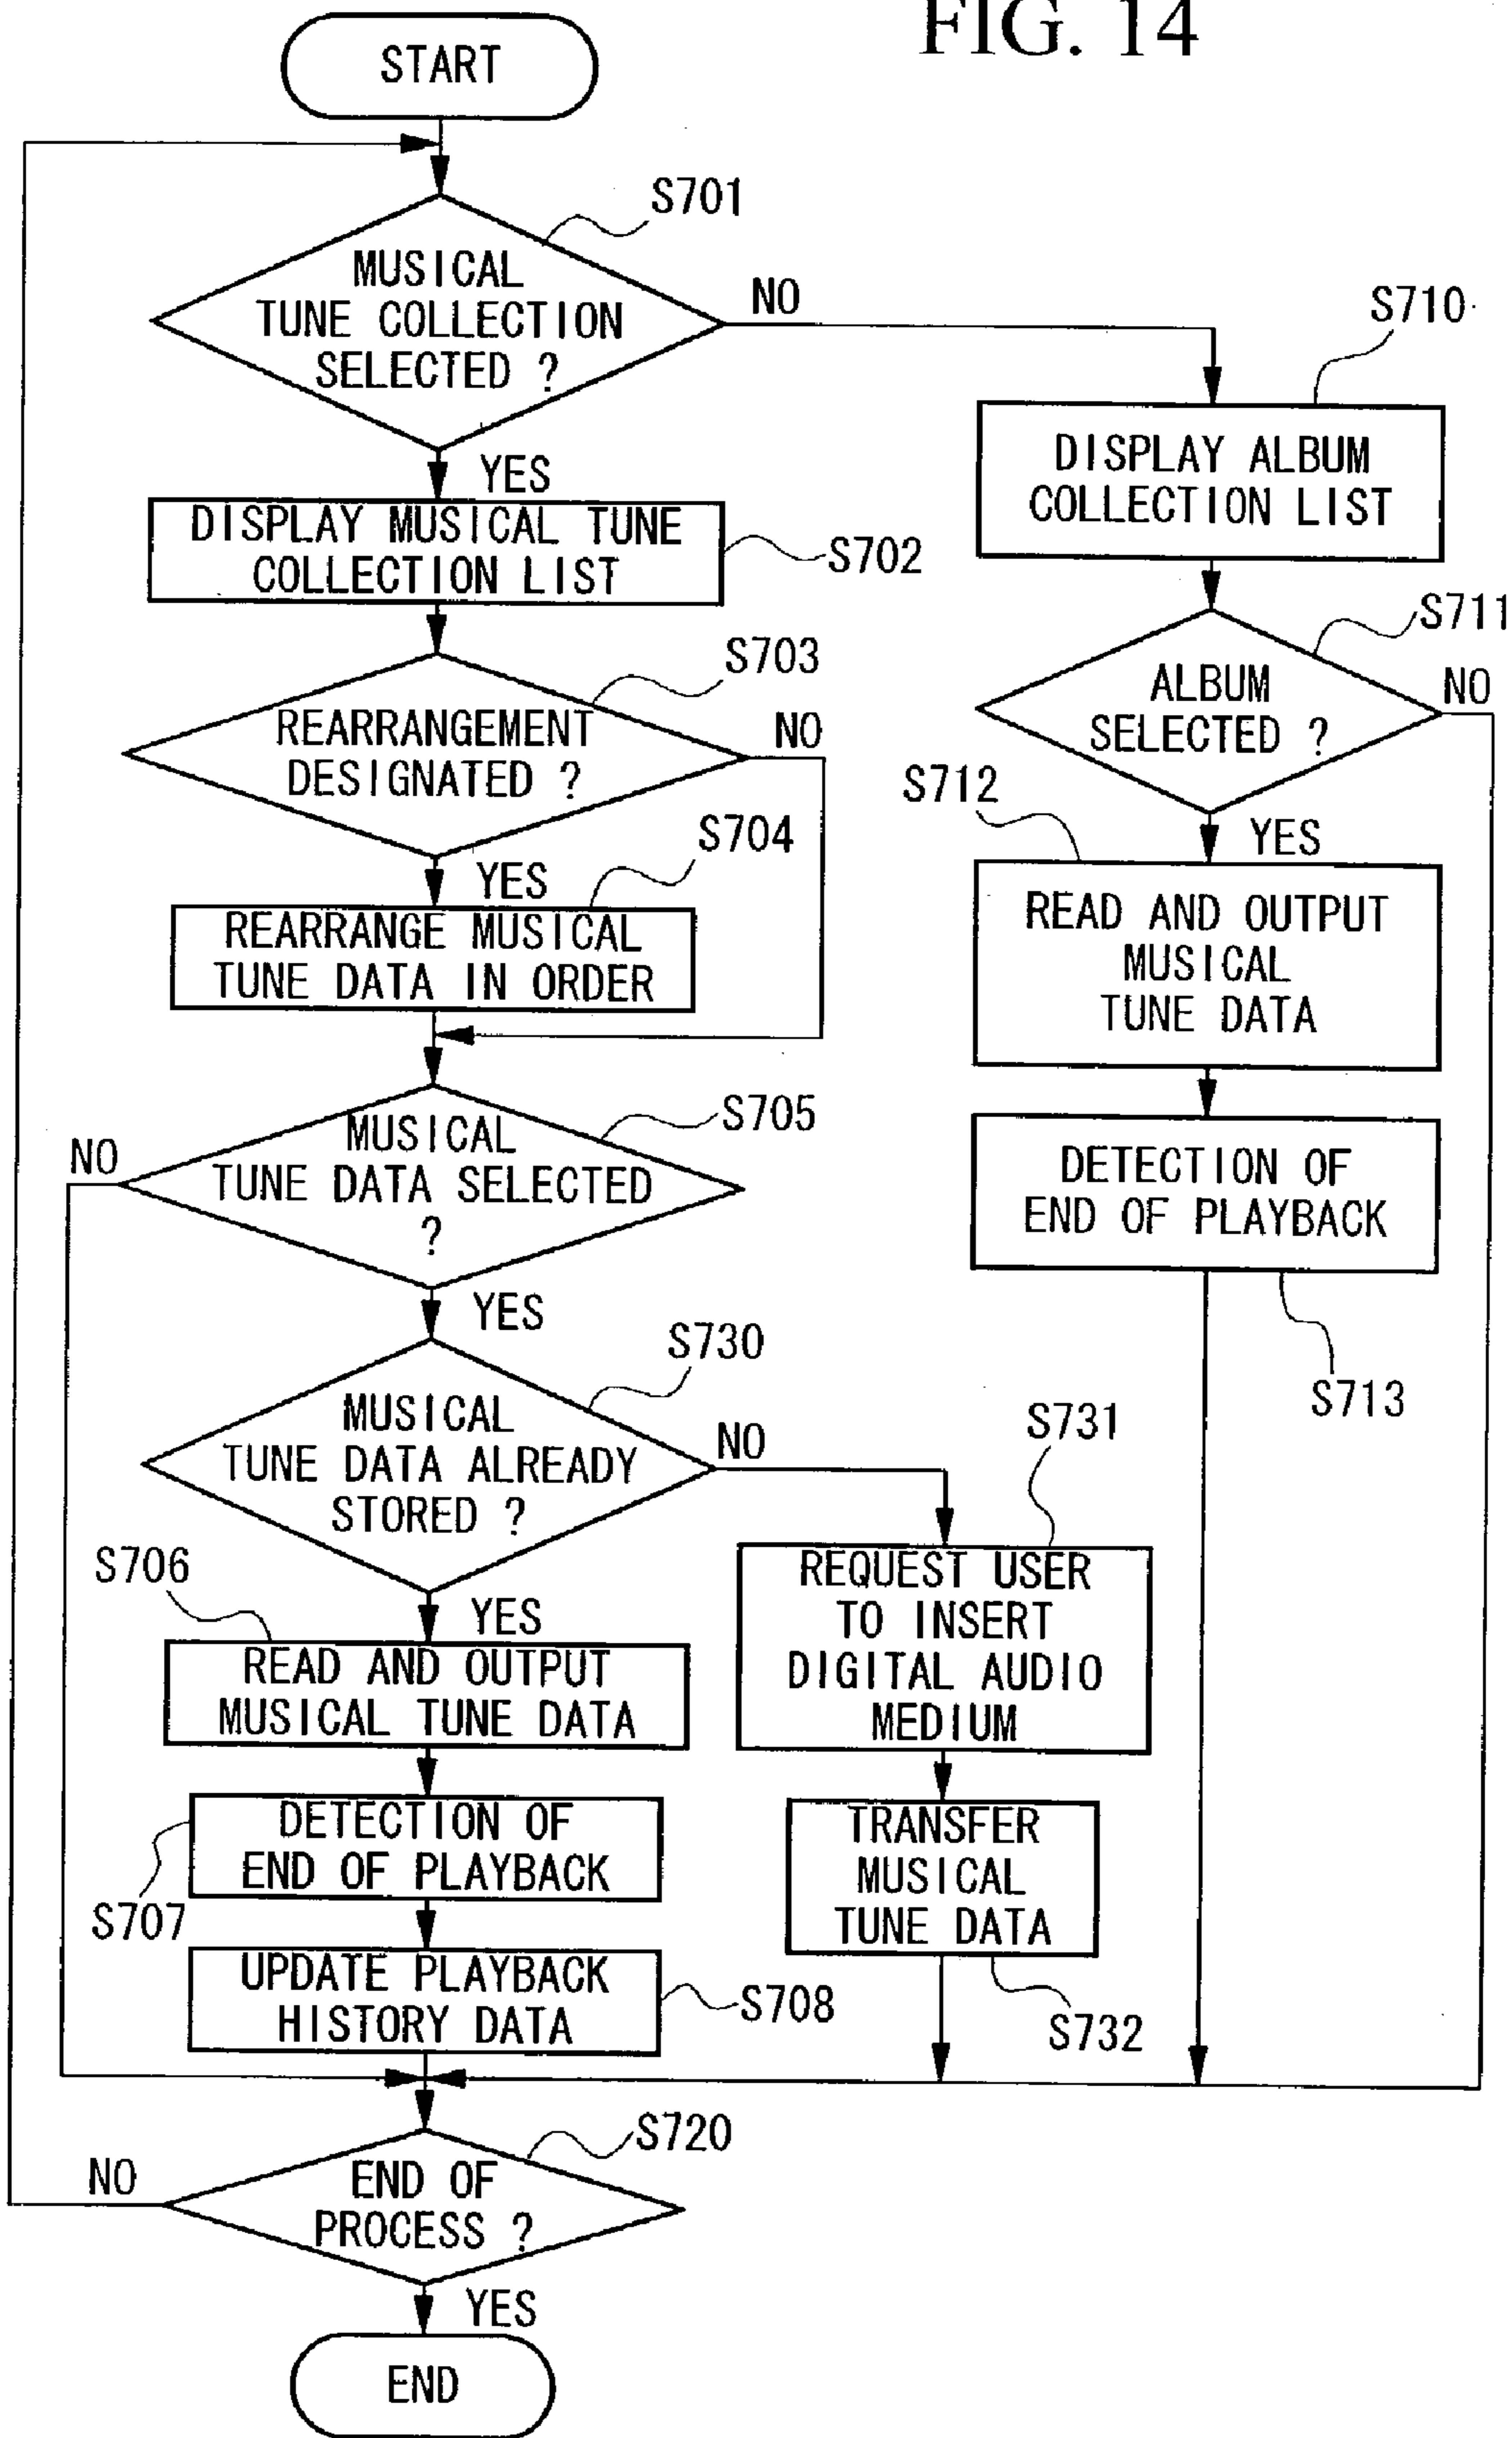 FIG. 14
START
S701
MUSICAL
TUNE COLLECTION
SELECTED ?
NO
YES
DISPLAY MUSICAL TUNE
COLLECTION LIST
S702
S703
REARRANGEMENT
DESIGNATED ?
NO
YES
S704
REARRANGE MUSICAL
TUNE DATA IN ORDER
S705
MUSICAL
TUNE DATA SELECTED
?
NO
YES
S730
MUSICAL
TUNE DATA ALREADY
STORED ?
NO
YES
S706
READ AND OUTPUT
MUSICAL TUNE DATA
DETECTION OF
END OF PLAYBACK
S707
UPDATE PLAYBACK
HISTORY DATA
S708
S731
REQUEST USER
TO INSERT
DIGITAL AUDIO
MEDIUM
TRANSFER
MUSICAL
TUNE DATA
S732
S710
DISPLAY ALBUM
COLLECTION LIST
S711
ALBUM
SELECTED ?
NO
YES
S712
READ AND OUTPUT
MUSICAL
TUNE DATA
DETECTION OF
END OF PLAYBACK
S713
S720
END OF
PROCESS ?
NO
YES
END